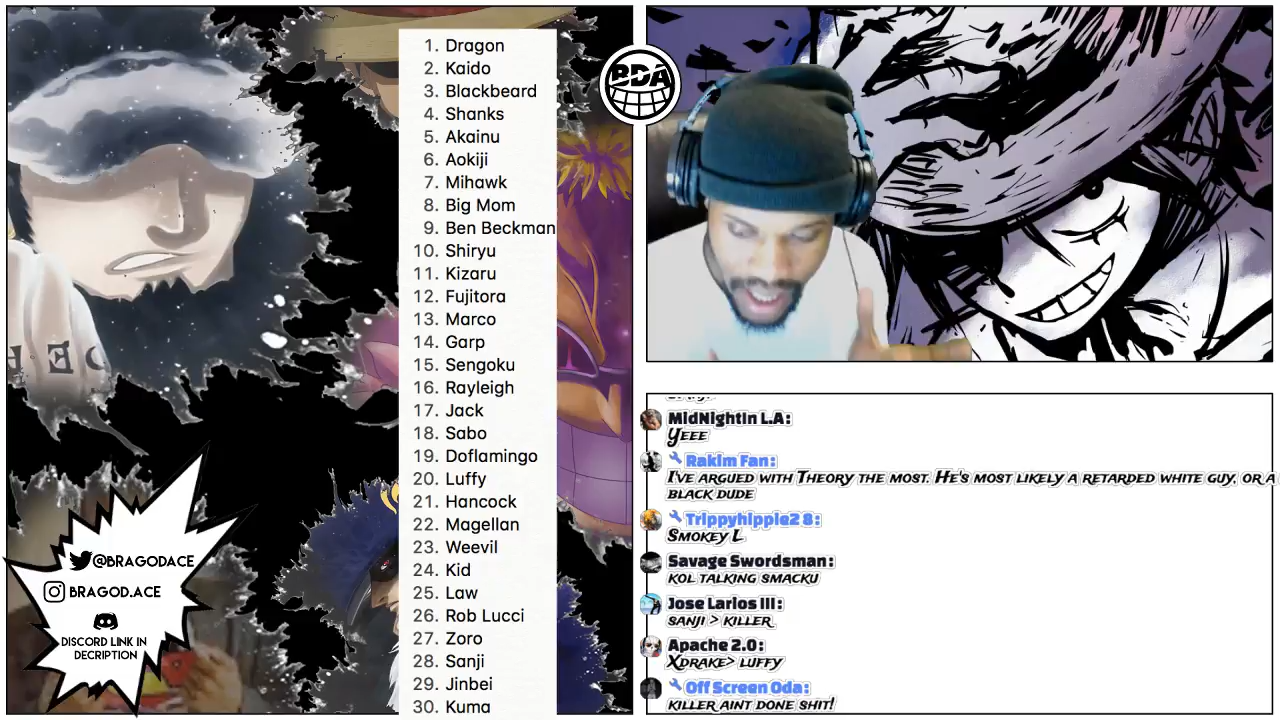 1. Dragon
2. Kaido
3. Blackbeard
4. Shanks
5. Akainu
6. Aokiji
7. Mihawk
8. Big Mom
9. Ben Beckman
10. Shiryu
11. Kizaru
12. Fujitora
13. Marco
14. Garp
15. Sengoku
16. Rayleigh
17. Jack
18. Sabo
19. Doflamingo
20. Luffy
21. Hancock
22. Magellan
23. Weevil
24. Kid
25. Law
26. Rob Lucci
27. Zoro
28. Sanji
29. Jinbei
30. Kuma
@BRAGODACE
BRAGOD.ACE
DISCORD LINK IN
DECRIPTION
BDA
MidNightIn L.A:
YEEE
Rakim Fan:
I'VE ARGUED WITH THEORY THE MOST. HE'S MOST LIKELY A RETARDED WHITE GUY, OR A
BLACK DUDE
Trippyhippie2 8:
SMOKEY L
Savage Swordsman:
KOL TALKING SMACKU
Jose Larios III:
SANJI > KILLER
Apache 2.0:
XDRAKE> LUFFY
Off Screen Oda:
KILLER AINT DONE SHIT!